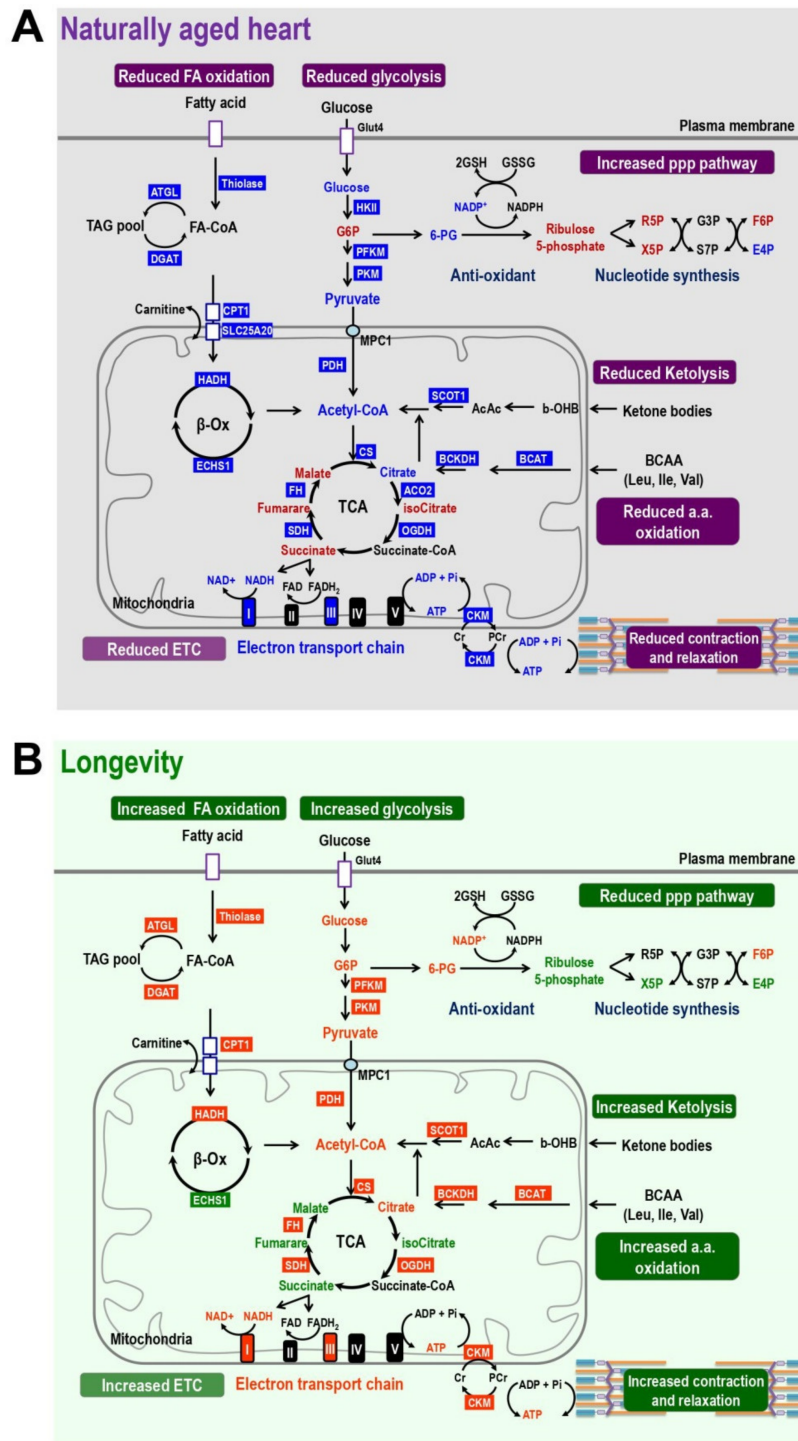 A
Naturally aged heart
Reduced FA oxidation
Reduced glycolysis
Fatty acid
Glucose
Glut4
Plasma membrane
2GSH GSSG
Increased ppp pathway
Thiolase
ATGL
Glucose
TAG pool
FA-CoA
HKII
NADP+
NADPH
DGAT
G6P
6-PG
Ribulose
5-phosphate
R5P
G3P
F6P
X5P
S7P
E4P
PFKM
PKM
Anti-oxidant
Nucleotide synthesis
Pyruvate
Carnitine
CPT1
SLC25A20
MPC1
PDH
HADH
Reduced Ketolysis
SCOT1
β-Ox
Acetyl-CoA
AcAc
b-OHB
Ketone bodies
ECHS1
CS
BCKDH
BCAT
BCAA
(Leu, Ile, Val)
Malate
Citrate
FH
ACO2
Fumarare
TCA
isoCitrate
Reduced a.a.
oxidation
SDH
OGDH
Succinate
Succinate-CoA
NAD+ NADH
FAD FADH2
ADP + Pi
Mitochondria
I
II
III
IV
V
ATP
CKM
Cr
PCr
CKM
ADP + Pi
ATP
Reduced ETC
Electron transport chain
Reduced contraction
and relaxation
B
Longevity
Increased FA oxidation
Increased glycolysis
Fatty acid
Glucose
Glut4
Plasma membrane
2GSH GSSG
Reduced ppp pathway
Thiolase
ATGL
Glucose
TAG pool
FA-CoA
NADP+
NADPH
DGAT
G6P
6-PG
Ribulose
5-phosphate
R5P
G3P
F6P
X5P
S7P
E4P
PFKM
PKM
Anti-oxidant
Nucleotide synthesis
Pyruvate
Carnitine
CPT1
MPC1
PDH
HADH
Increased Ketolysis
SCOT1
β-Ox
Acetyl-CoA
AcAc
b-OHB
Ketone bodies
ECHS1
CS
BCKDH
BCAT
BCAA
(Leu, Ile, Val)
Malate
Citrate
FH
Fumarare
TCA
isoCitrate
Increased a.a.
oxidation
SDH
OGDH
Succinate
Succinate-CoA
NAD+ NADH
FAD FADH2
ADP + Pi
Mitochondria
I
II
III
IV
V
ATP
CKM
Cr
PCr
CKM
ADP + Pi
ATP
Increased ETC
Electron transport chain
Increased contraction
and relaxation